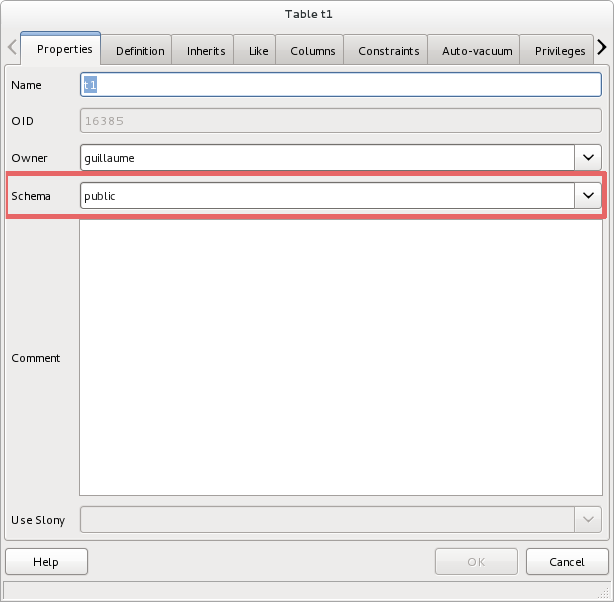 Table t1
Properties Definition Inherits Like Columns Constraints Auto-vacuum Privileges
Name t1
OID 16385
Owner guillaume
Schema public
Comment
Use Slony
Help OK Cancel